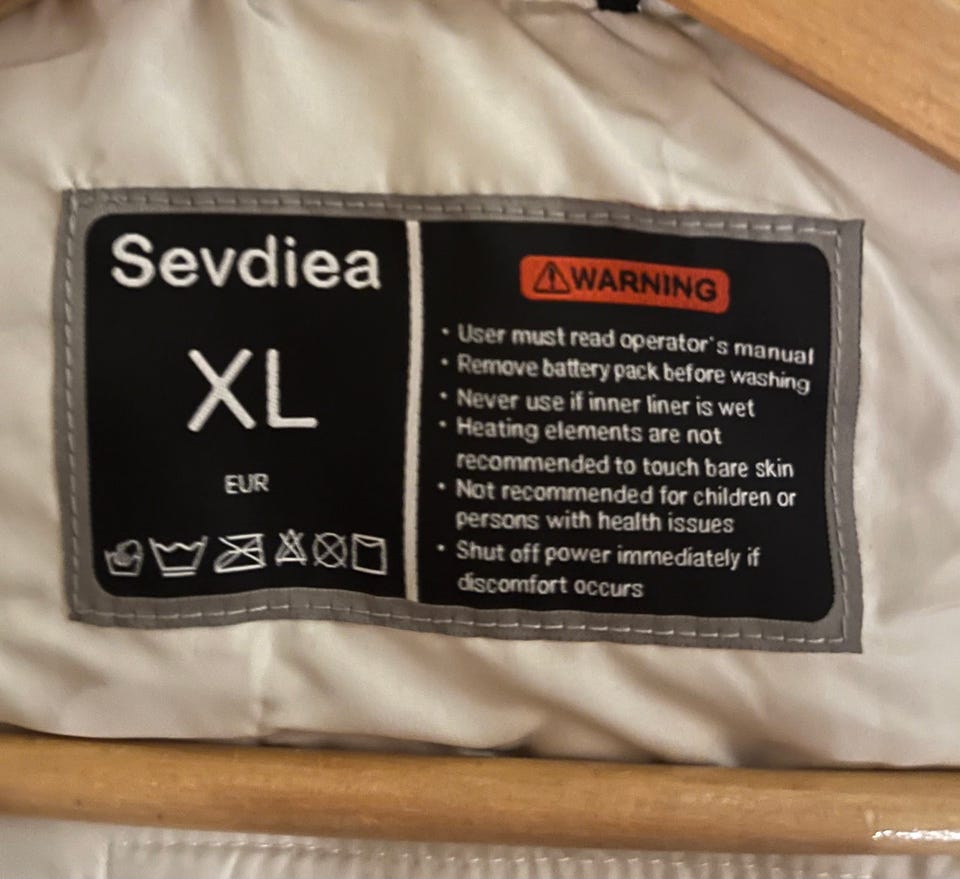 Sevdiea
XL
EUR
WARNING
• User must read operator's manual
• Remove battery pack before washing
• Never use if inner liner is wet
• Heating elements are not
recommended to touch bare skin
• Not recommended for children or
persons with health issues
• Shut off power immediately if
discomfort occurs